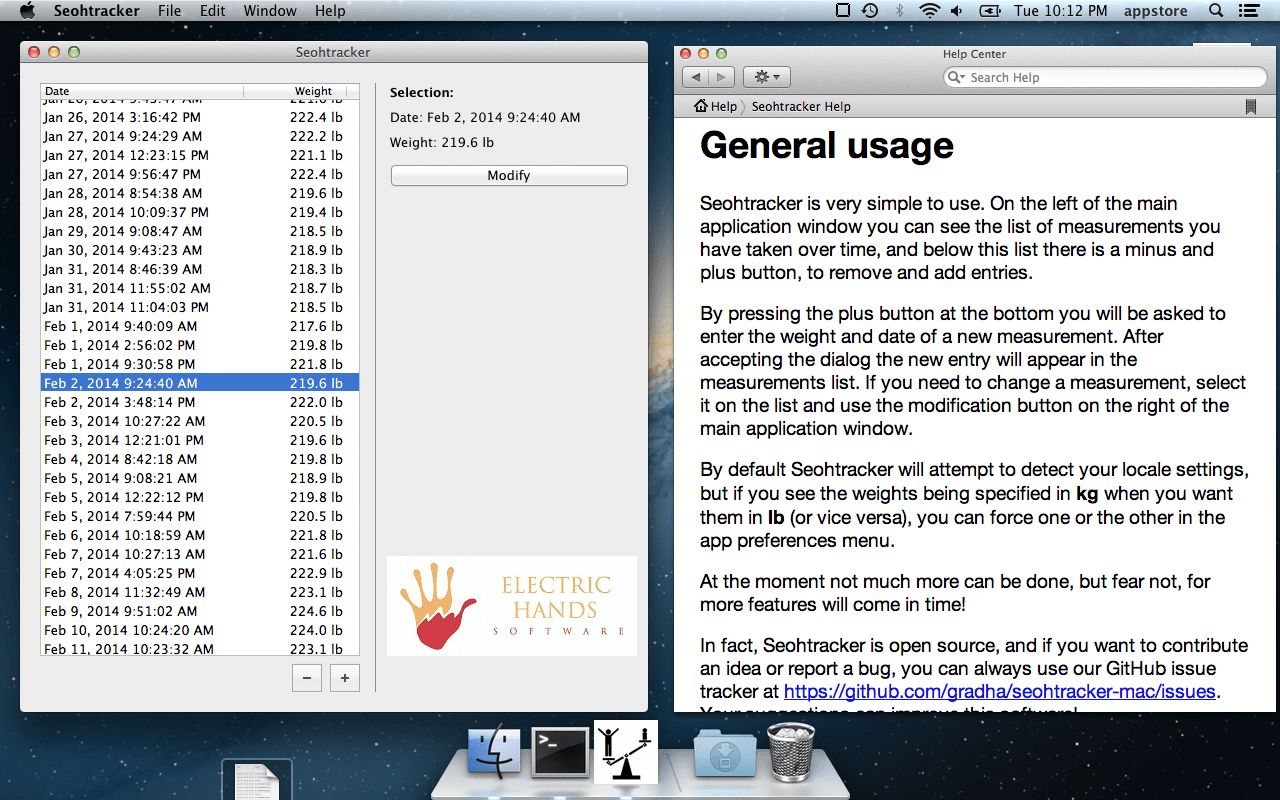 Seohtracker File Edit Window Help Tue 10:12 PM appstore
Seohtracker
Date Weight
Jan 26, 2014 3:16:42 PM 222.4 lb
Jan 27, 2014 9:24:29 AM 222.2 lb
Jan 27, 2014 12:23:15 PM 221.1 lb
Jan 27, 2014 9:56:47 PM 222.4 lb
Jan 28, 2014 8:54:38 AM 219.6 lb
Jan 28, 2014 10:09:37 PM 219.4 lb
Jan 29, 2014 9:08:47 AM 218.5 lb
Jan 30, 2014 9:43:23 AM 218.9 lb
Jan 31, 2014 8:46:39 AM 218.3 lb
Jan 31, 2014 11:55:02 AM 218.7 lb
Jan 31, 2014 11:04:03 PM 218.5 lb
Feb 1, 2014 9:40:09 AM 217.6 lb
Feb 1, 2014 2:56:02 PM 219.8 lb
Feb 1, 2014 9:30:58 PM 221.8 lb
Feb 2, 2014 9:24:40 AM 219.6 lb
Feb 2, 2014 3:48:14 PM 222.0 lb
Feb 3, 2014 10:27:22 AM 220.5 lb
Feb 3, 2014 12:21:01 PM 219.6 lb
Feb 4, 2014 8:42:18 AM 219.8 lb
Feb 5, 2014 9:08:21 AM 218.9 lb
Feb 5, 2014 12:22:12 PM 219.8 lb
Feb 5, 2014 7:59:44 PM 220.5 lb
Feb 6, 2014 10:18:59 AM 221.8 lb
Feb 7, 2014 10:27:13 AM 221.6 lb
Feb 7, 2014 4:05:25 PM 222.9 lb
Feb 8, 2014 11:32:49 AM 223.1 lb
Feb 9, 2014 9:51:02 AM 224.6 lb
Feb 10, 2014 10:24:20 AM 224.0 lb
Feb 11, 2014 10:23:32 AM 223.1 lb
− +
Selection:
Date: Feb 2, 2014 9:24:40 AM
Weight: 219.6 lb
Modify
ELECTRIC
HANDS
SOFTWARE
Help Center
Search Help
Help Seohtracker Help
General usage
Seohtracker is very simple to use. On the left of the main
application window you can see the list of measurements you
have taken over time, and below this list there is a minus and
plus button, to remove and add entries.
By pressing the plus button at the bottom you will be asked to
enter the weight and date of a new measurement. After
accepting the dialog the new entry will appear in the
measurements list. If you need to change a measurement, select
it on the list and use the modification button on the right of the
main application window.
By default Seohtracker will attempt to detect your locale settings,
but if you see the weights being specified in kg when you want
them in lb (or vice versa), you can force one or the other in the
app preferences menu.
At the moment not much more can be done, but fear not, for
more features will come in time!
In fact, Seohtracker is open source, and if you want to contribute
an idea or report a bug, you can always use our GitHub issue
tracker at https://github.com/gradha/seohtracker-mac/issues.
Your suggestions can improve this software!
>_